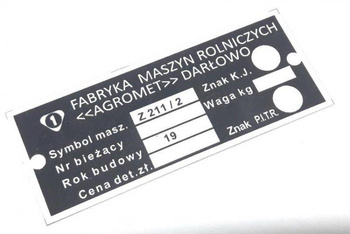 FABRYKA MASZYN ROLNICZYCH
<<AGROMET>> DARŁOWO
1
Symbol masz. Z 211/2 Znak K.J.
Nr bieżący Waga kg
Rok budowy 19
Cena det.zł. Znak P.I.T.R.